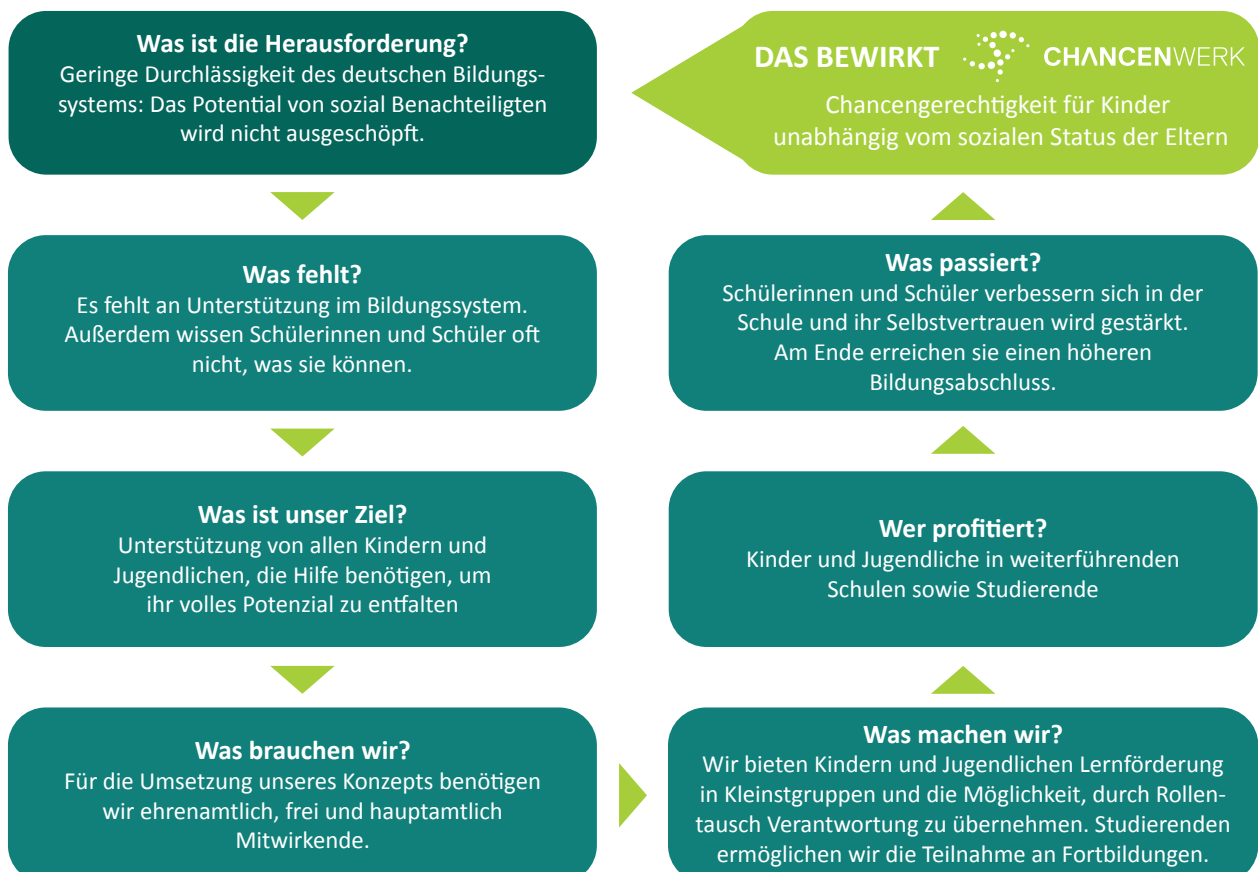 Was ist die Herausforderung?
Geringe Durchlässigkeit des deutschen Bildungs-
systems: Das Potential von sozial Benachteiligten
wird nicht ausgeschöpft.
Was fehlt?
Es fehlt an Unterstützung im Bildungssystem.
Außerdem wissen Schülerinnen und Schüler oft
nicht, was sie können.
Was ist unser Ziel?
Unterstützung von allen Kindern und
Jugendlichen, die Hilfe benötigen, um
ihr volles Potenzial zu entfalten
Was brauchen wir?
Für die Umsetzung unseres Konzepts benötigen
wir ehrenamtlich, frei und hauptamtlich
Mitwirkende.
Was machen wir?
Wir bieten Kindern und Jugendlichen Lernförderung
in Kleinstgruppen und die Möglichkeit, durch Rollen-
tausch Verantwortung zu übernehmen. Studierenden
ermöglichen wir die Teilnahme an Fortbildungen.
Wer profitiert?
Kinder und Jugendliche in weiterführenden
Schulen sowie Studierende
Was passiert?
Schülerinnen und Schüler verbessern sich in der
Schule und ihr Selbstvertrauen wird gestärkt.
Am Ende erreichen sie einen höheren
Bildungsabschluss.
DAS BEWIRKT CHANCENWERK
Chancengerechtigkeit für Kinder
unabhängig vom sozialen Status der Eltern